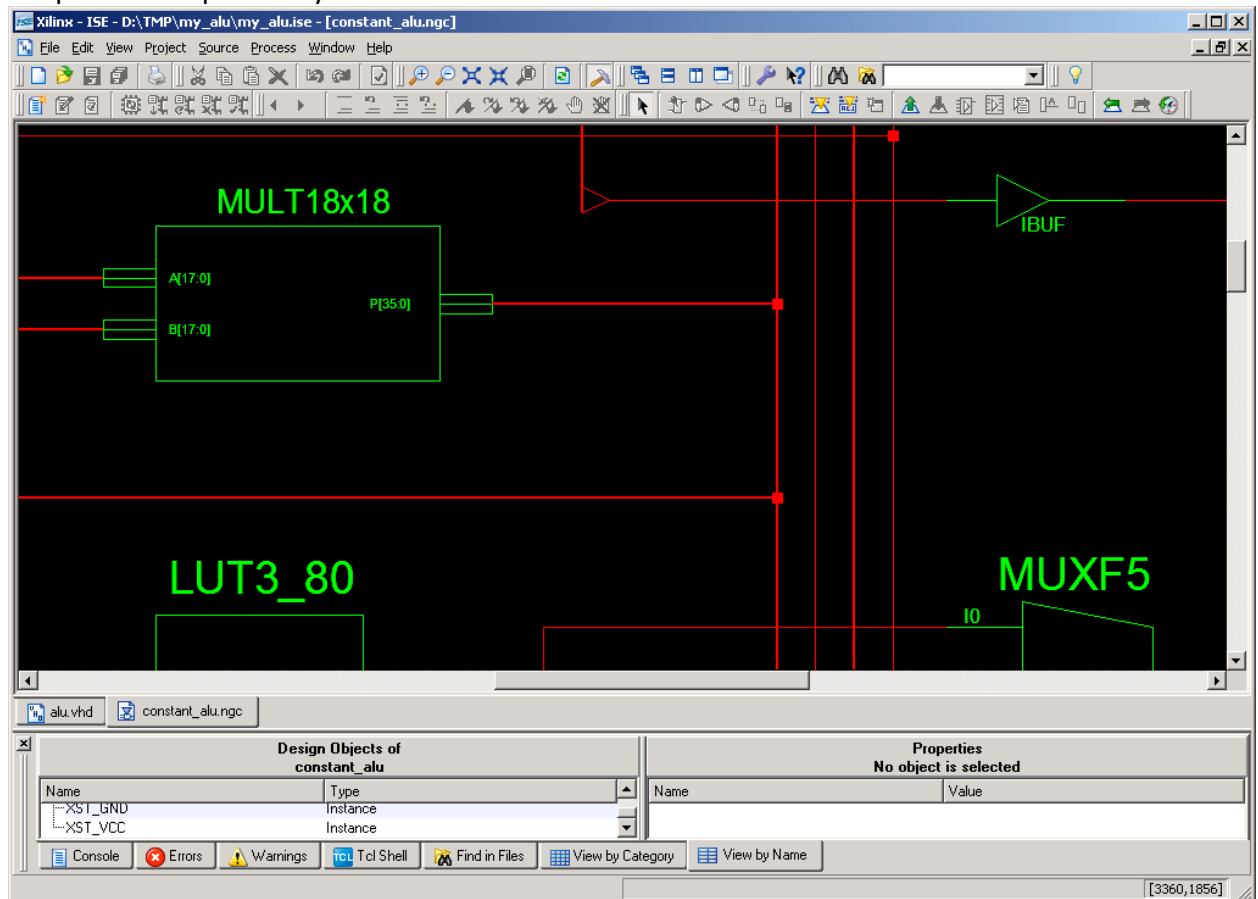 Xilinx - ISE - D:\TMP\my_alu\my_alu.ise - [constant_alu.ngc]
File Edit View Project Source Process Window Help
MULT18x18
IBUF
A[17:0]
P[35:0]
B[17:0]
LUT3_80
MUXF5
I0
alu.vhd constant_alu.ngc
Design Objects of
constant_alu
Properties
No object is selected
Name Type Name Value
XST_GND Instance
XST_VCC Instance
Console Errors Warnings TCL Tcl Shell Find in Files View by Category View by Name
[3360,1856]